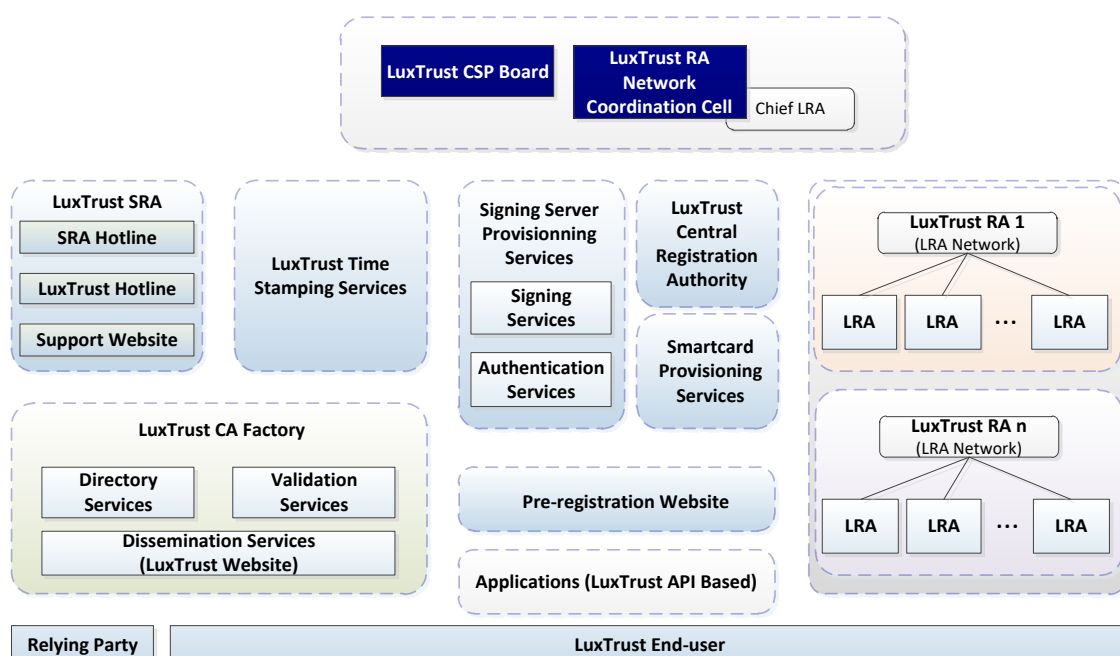 LuxTrust CSP Board
LuxTrust RA
Network
Coordination Cell
Chief LRA
LuxTrust SRA
SRA Hotline
LuxTrust Hotline
Support Website
LuxTrust Time
Stamping Services
Signing Server
Provisionning
Services
Signing
Services
Authentication
Services
LuxTrust
Central
Registration
Authority
Smartcard
Provisioning
Services
LuxTrust RA 1
(LRA Network)
LRA
LRA
...
LRA
LuxTrust CA Factory
Directory
Services
Validation
Services
Dissemination Services
(LuxTrust Website)
Pre-registration Website
Applications (LuxTrust API Based)
LuxTrust RA n
(LRA Network)
LRA
LRA
...
LRA
Relying Party
LuxTrust End-user